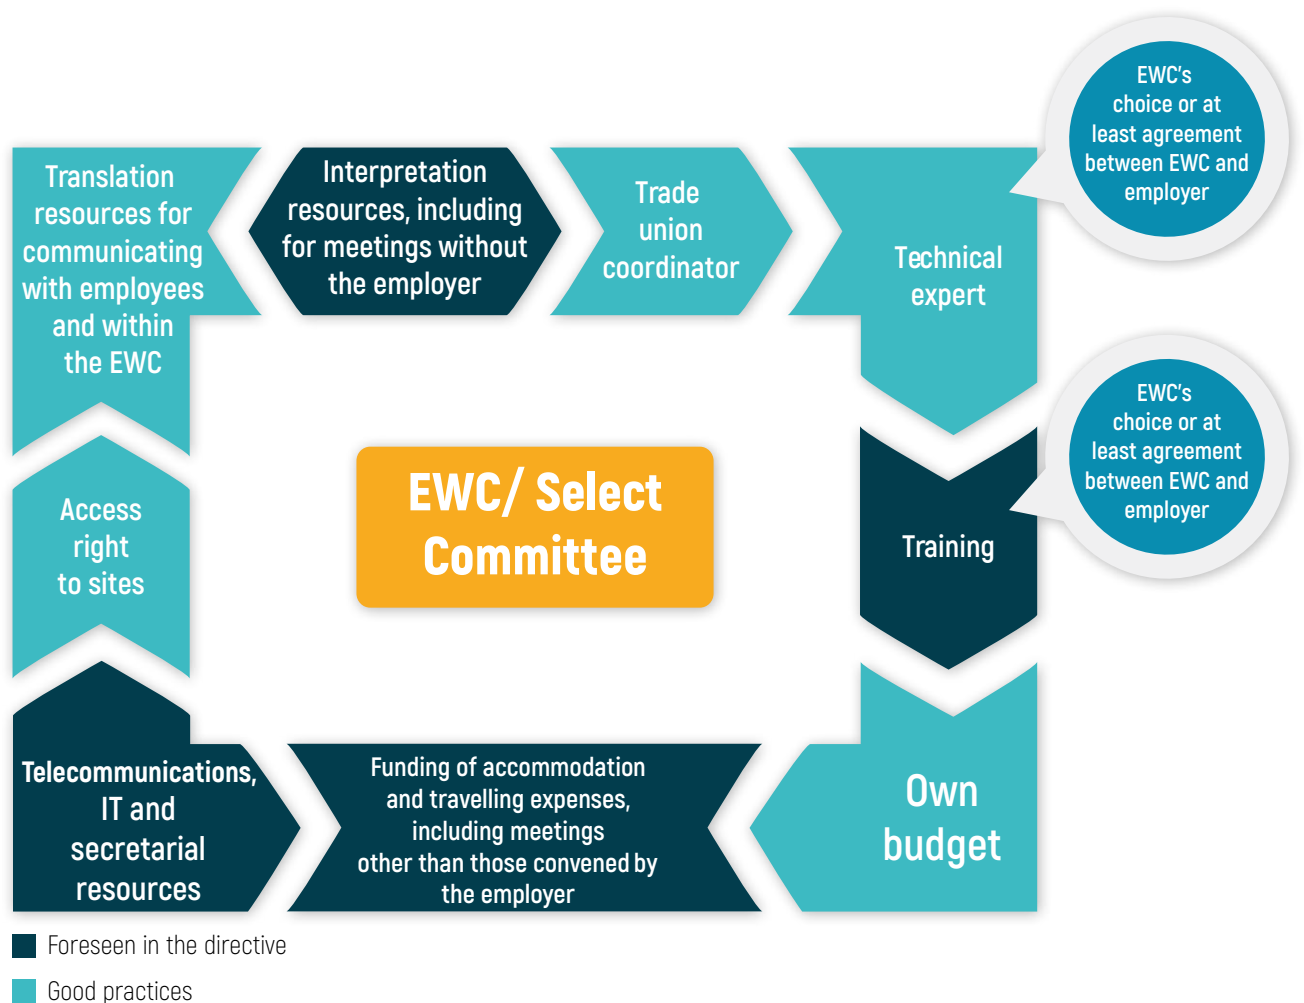 Translation
resources for
communicating
with employees
and within
the EWC
Interpretation
resources, including
for meetings without
the employer
Trade
union
coordinator
Technical
expert
EWC's
choice or at
least agreement
between EWC and
employer
EWC's
choice or at
least agreement
between EWC and
employer
Training
Own
budget
Funding of accommodation
and travelling expenses,
including meetings
other than those convened by
the employer
Telecommunications,
IT and
secretarial
resources
Access
right
to sites
EWC/ Select
Committee
Foreseen in the directive
Good practices